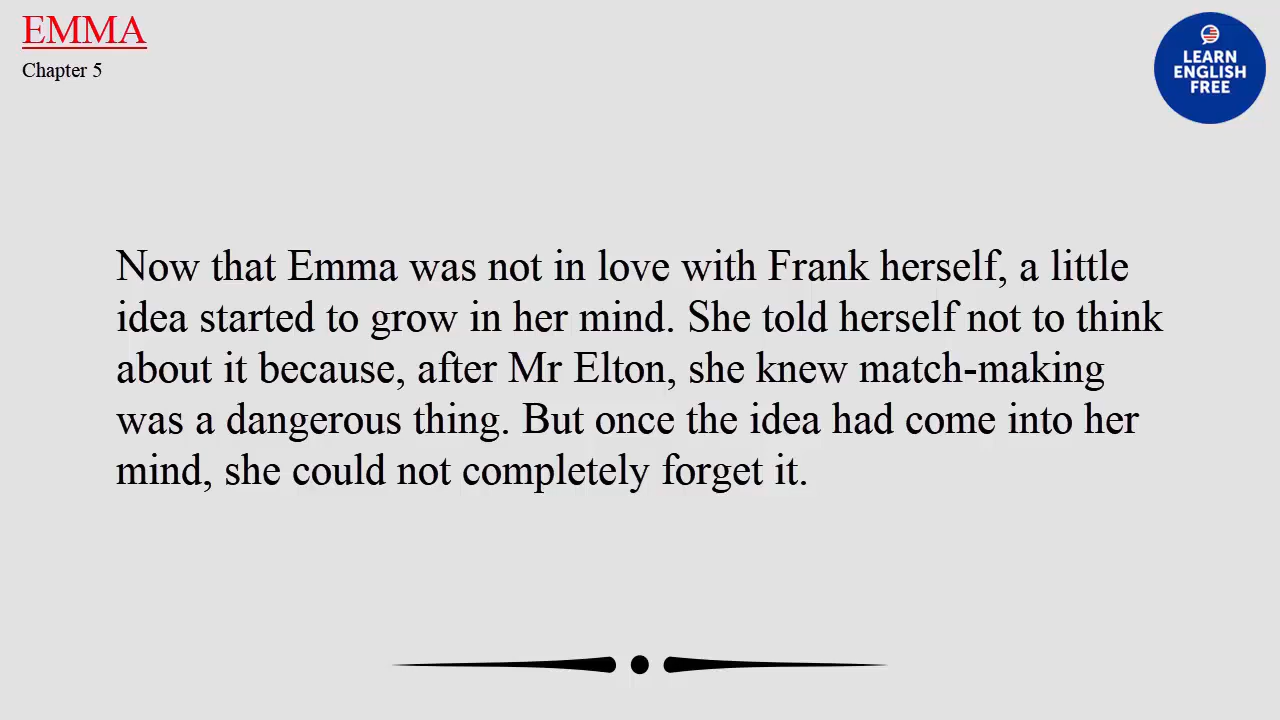 EMMA
Chapter 5
LEARN
ENGLISH
FREE
Now that Emma was not in love with Frank herself, a little
idea started to grow in her mind. She told herself not to think
about it because, after Mr Elton, she knew match-making
was a dangerous thing. But once the idea had come into her
mind, she could not completely forget it.